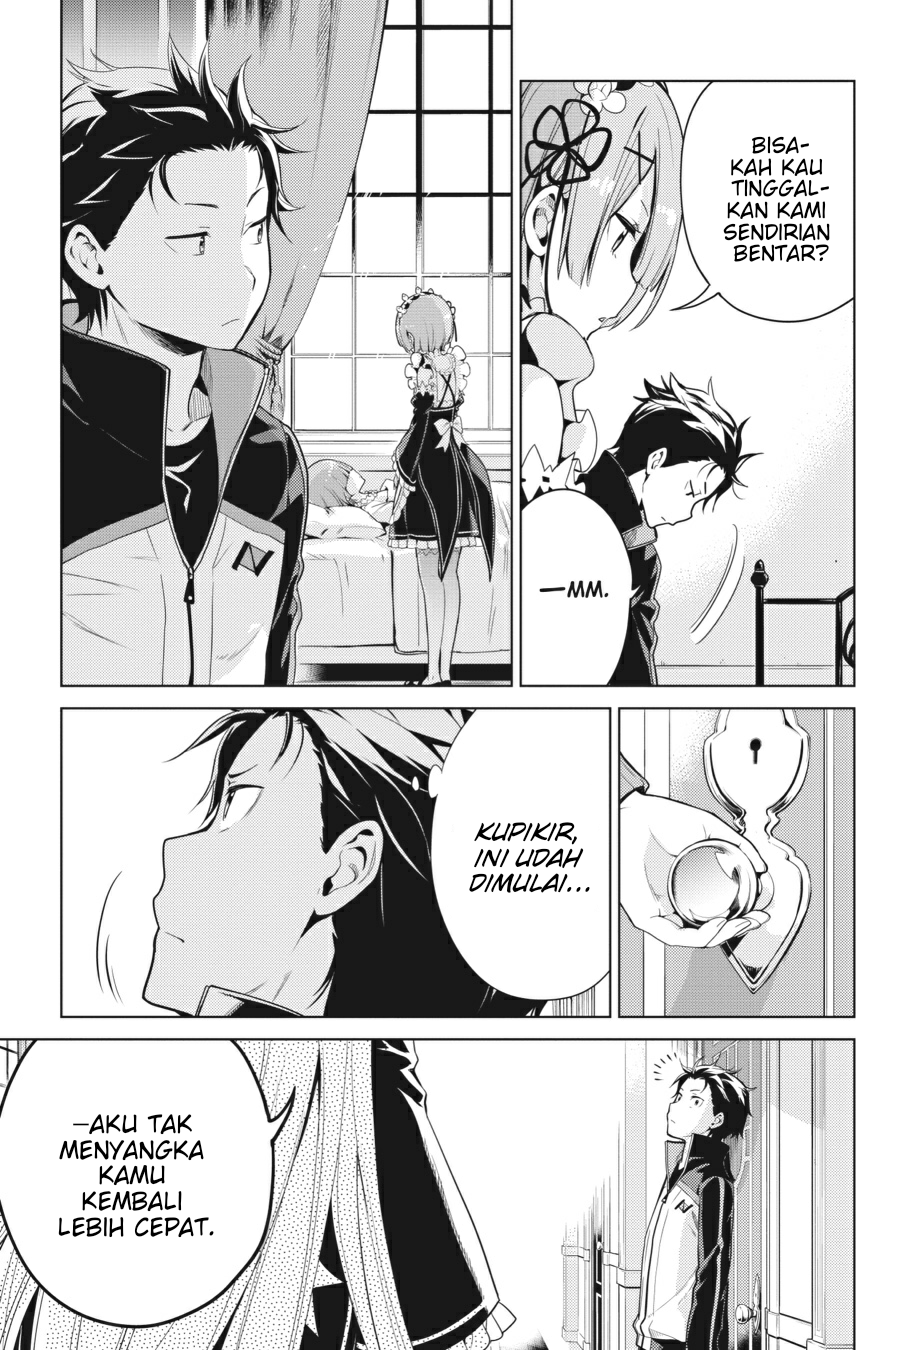 BISA-
KAH KAU
TINGGAL-
KAN KAMI
SENDIRIAN
BENTAR?
—MM.
KUPIKIR,
INI UDAH
DIMULAI...
—AKU TAK
MENYANGKA
KAMU
KEMBALI
LEBIH CEPAT.